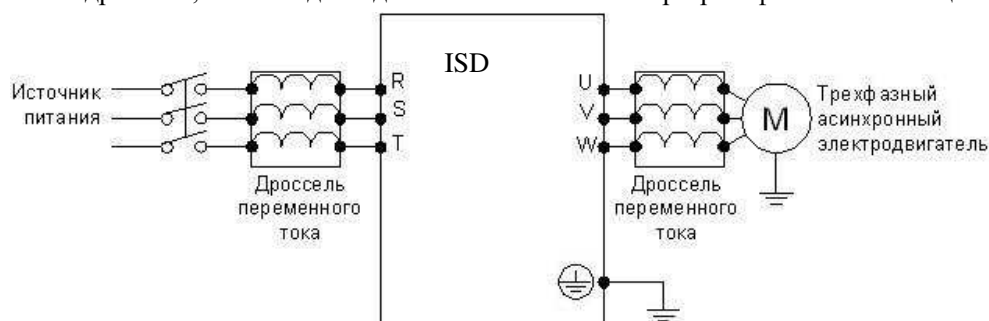 ISD
Источник
питания
R
S
T
U
V
W
M
Трехфазный
асинхронный
электродвигатель
Дроссель
переменного
тока
Дроссель
переменного
тока